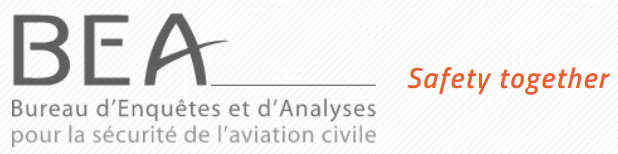 BEA
Safety together
Bureau d'Enquêtes et d'Analyses
pour la sécurité de l'aviation civile